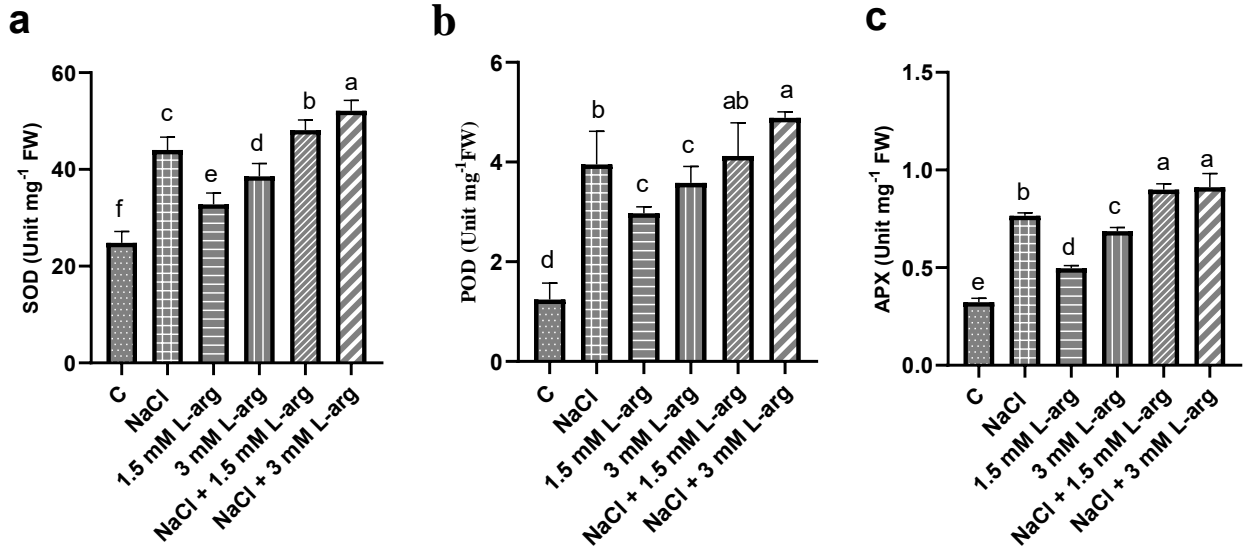 a
SOD (Unit mg⁻¹ FW)
60
40
20
0
f
c
e
d
b
a
C
NaCl
1.5 mM L-arg
3 mM L-arg
NaCl + 1.5 mM L-arg
NaCl + 3 mM L-arg
b
POD (Unit mg⁻¹FW)
6
4
2
0
d
b
c
c
ab
a
C
NaCl
1.5 mM L-arg
3 mM L-arg
NaCl + 1.5 mM L-arg
NaCl + 3 mM L-arg
c
APX (Unit mg⁻¹ FW)
1.5
1.0
0.5
0.0
e
b
d
c
a
a
C
NaCl
1.5 mM L-arg
3 mM L-arg
NaCl + 1.5 mM L-arg
NaCl + 3 mM L-arg